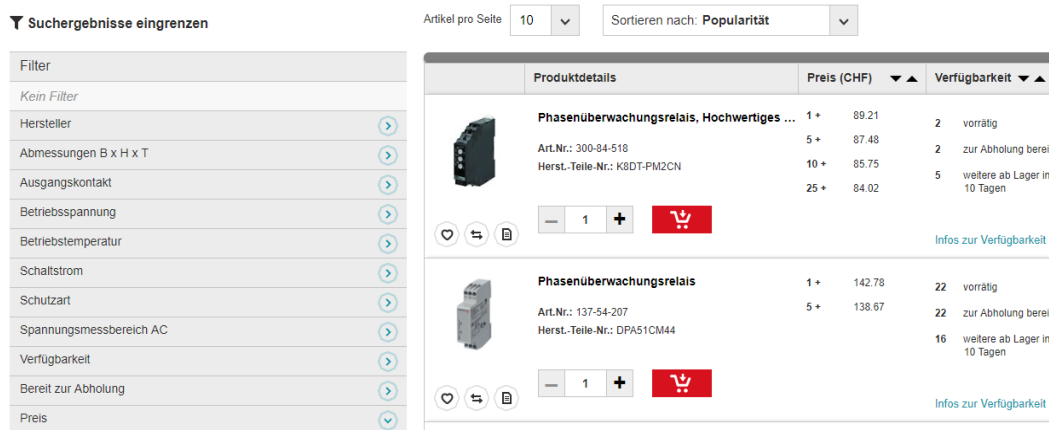 Suchergebnisse eingrenzen
Artikel pro Seite 10 Sortieren nach: Popularität
Filter
Kein Filter
Hersteller
Abmessungen B x H x T
Ausgangskontakt
Betriebsspannung
Betriebstemperatur
Schaltstrom
Schutzart
Spannungsmessbereich AC
Verfügbarkeit
Bereit zur Abholung
Preis
Produktdetails Preis (CHF) Verfügbarkeit
Phasenüberwachungsrelais, Hochwertiges ...
Art.Nr.: 300-84-518
Herst.-Teile-Nr.: K8DT-PM2CN
1 + 89.21
5 + 87.48
10 + 85.75
25 + 84.02
2 vorrätig
2 zur Abholung berei
5 weitere ab Lager in
10 Tagen
1
Infos zur Verfügbarkeit
Phasenüberwachungsrelais
Art.Nr.: 137-54-207
Herst.-Teile-Nr.: DPA51CM44
1 + 142.78
5 + 138.67
22 vorrätig
22 zur Abholung berei
16 weitere ab Lager in
10 Tagen
1
Infos zur Verfügbarkeit